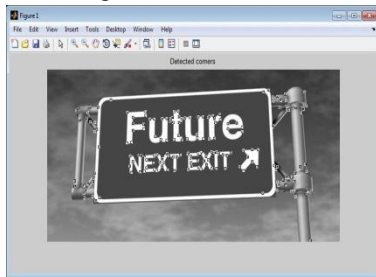 Figure 1
File Edit View Insert Tools Desktop Window Help
Detected corners
Future
NEXT EXIT